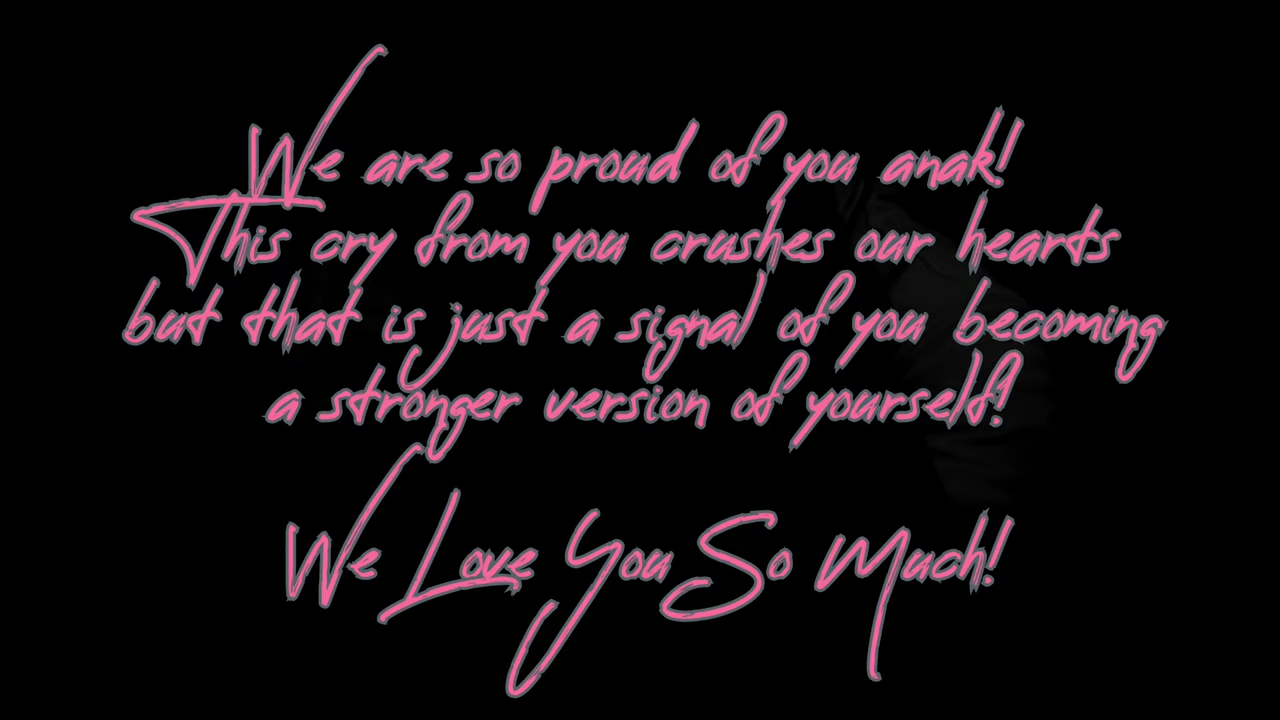 We are so proud of you anak!
This cry from you crushes our hearts
but that is just a signal of you becoming
a stronger version of yourself!
We Love You So Much!